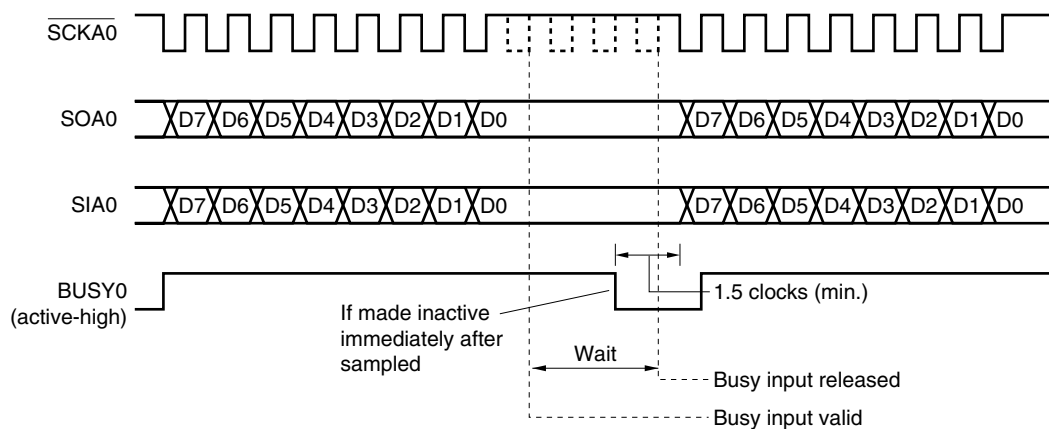 SCKA0
SOA0
D7 D6 D5 D4 D3 D2 D1 D0
D7 D6 D5 D4 D3 D2 D1 D0
SIA0
D7 D6 D5 D4 D3 D2 D1 D0
D7 D6 D5 D4 D3 D2 D1 D0
BUSY0
(active-high)
If made inactive
immediately after
sampled
1.5 clocks (min.)
Wait
Busy input released
Busy input valid